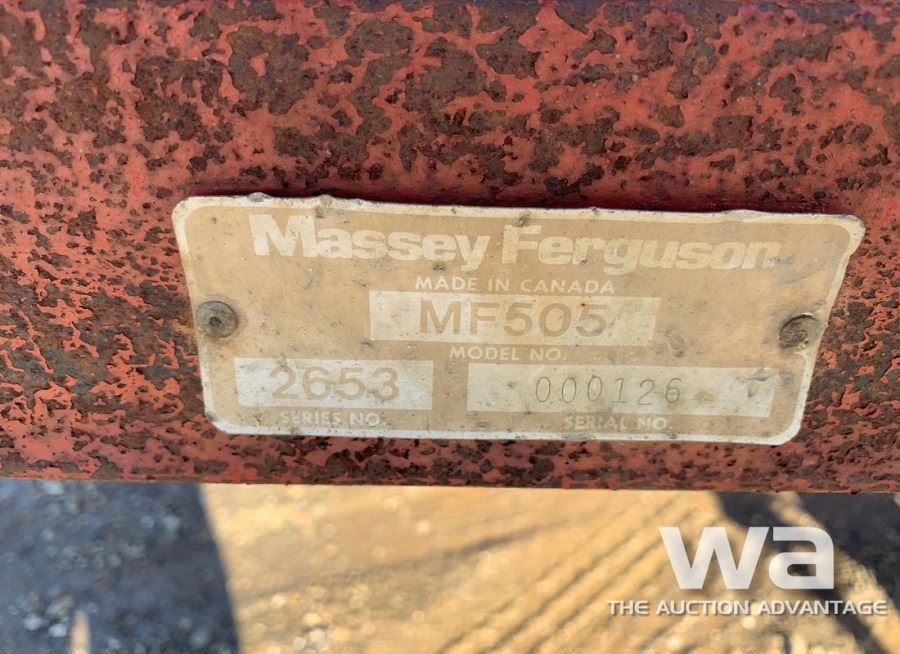 Massey Ferguson
MADE IN CANADA
MF505
MODEL NO.
2653 000126
SERIES NO. SERIAL NO.
wa
THE AUCTION ADVANTAGE